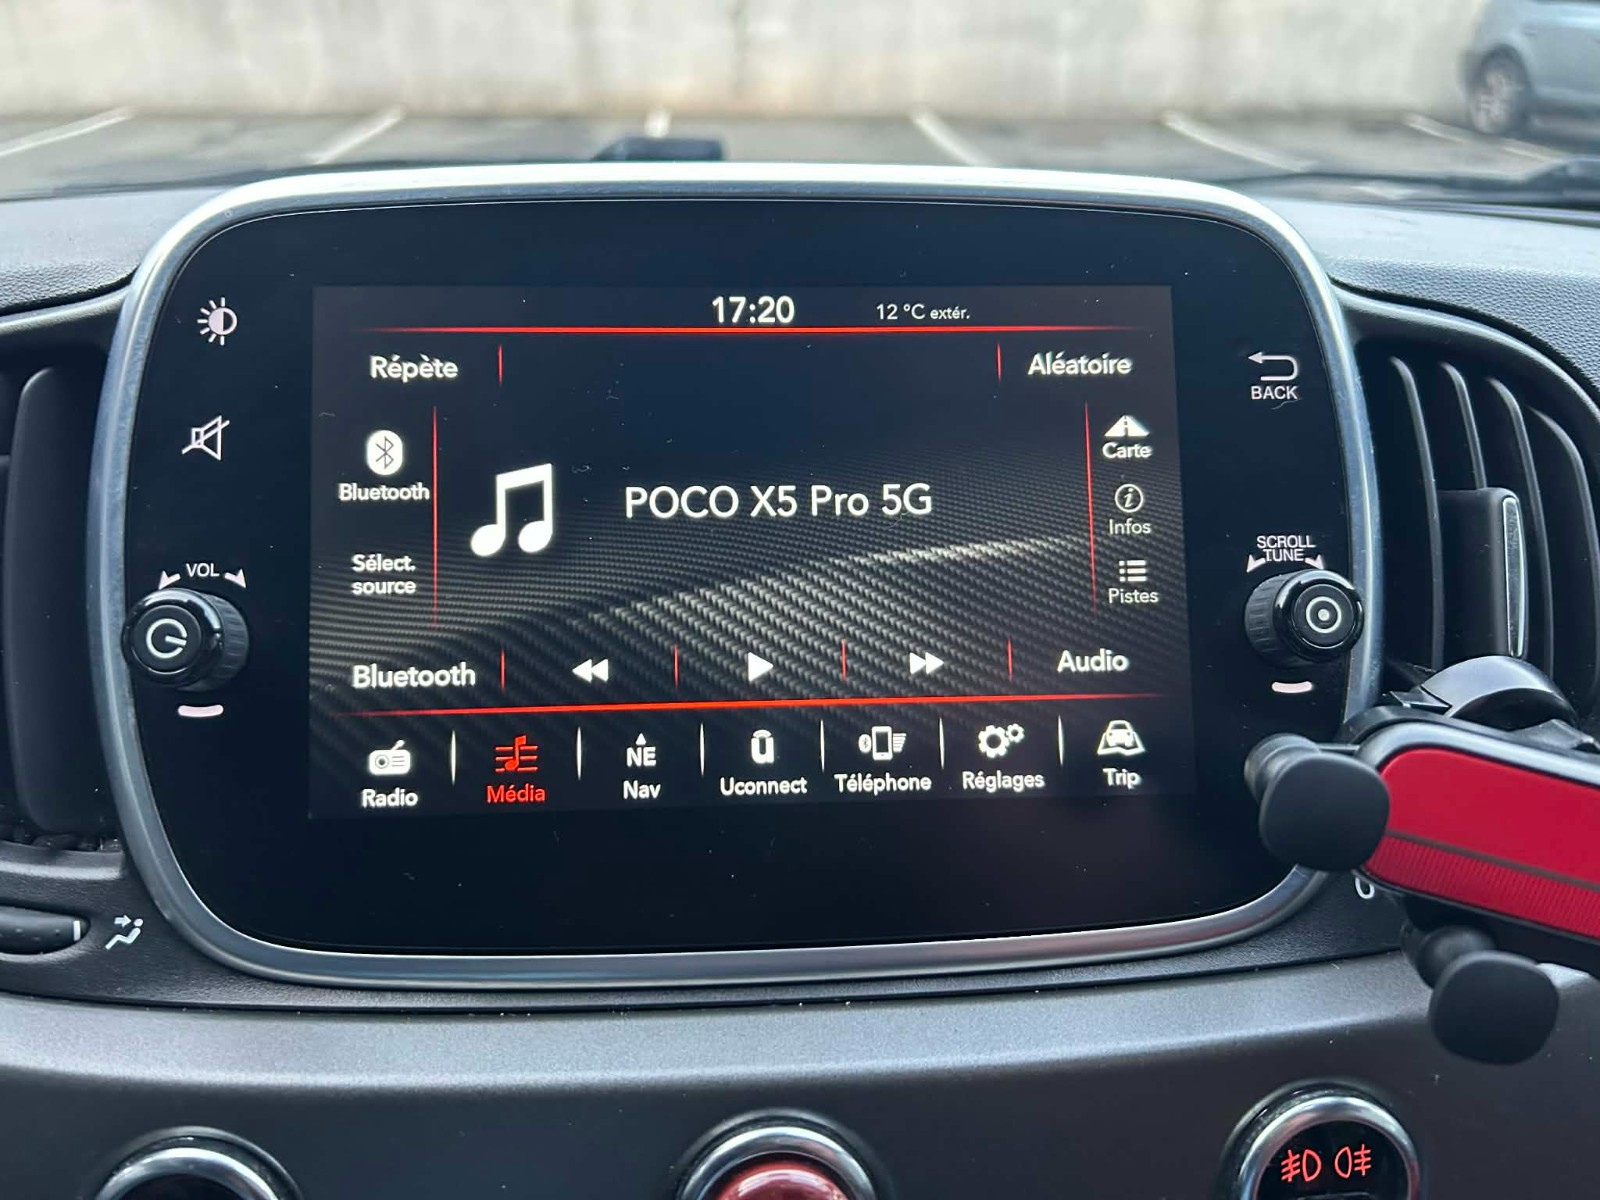 17:20
12 °C extér.
Répète
Aléatoire
BACK
Bluetooth
Carte
POCO X5 Pro 5G
Infos
Sélect.
source
Pistes
VOL
SCROLL
TUNE
Bluetooth
Audio
Radio
Média
NE
Nav
Uconnect
Téléphone
Réglages
Trip